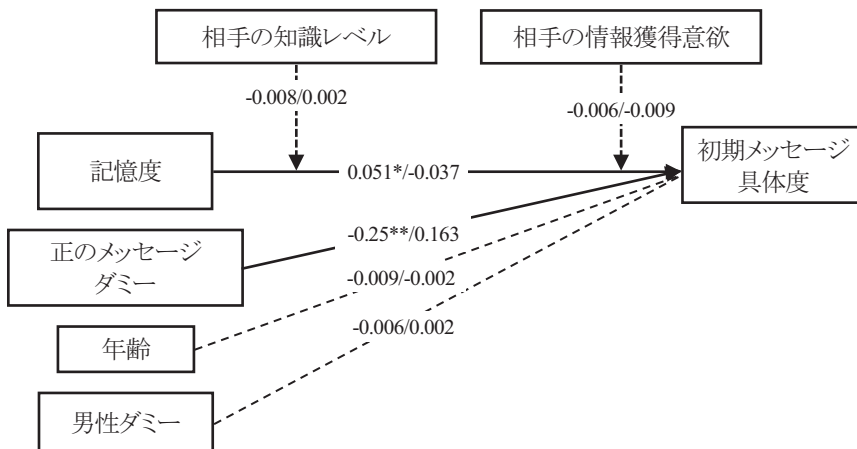 相手の知識レベル
相手の情報獲得意欲
-0.008/0.002
-0.006/-0.009
記憶度
0.051*/-0.037
初期メッセージ
具体度
正のメッセージ
ダミー
-0.25**/0.163
-0.009/-0.002
年齢
-0.006/0.002
男性ダミー